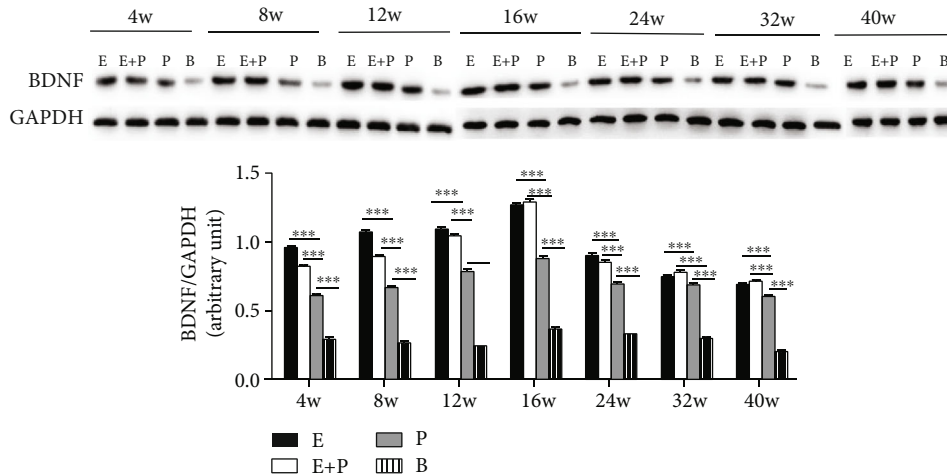 4w 8w 12w 16w 24w 32w 40w
E E+P P B E E+P P B E E+P P B E E+P P B E E+P P B E E+P P B E E+P P B
BDNF
GAPDH
BDNF/GAPDH
(arbitrary unit)
1.5
1.0
0.5
0.0
*** *** ***
*** *** ***
*** ***
*** *** ***
*** *** ***
*** *** ***
*** *** ***
4w 8w 12w 16w 24w 32w 40w
E P
E+P B